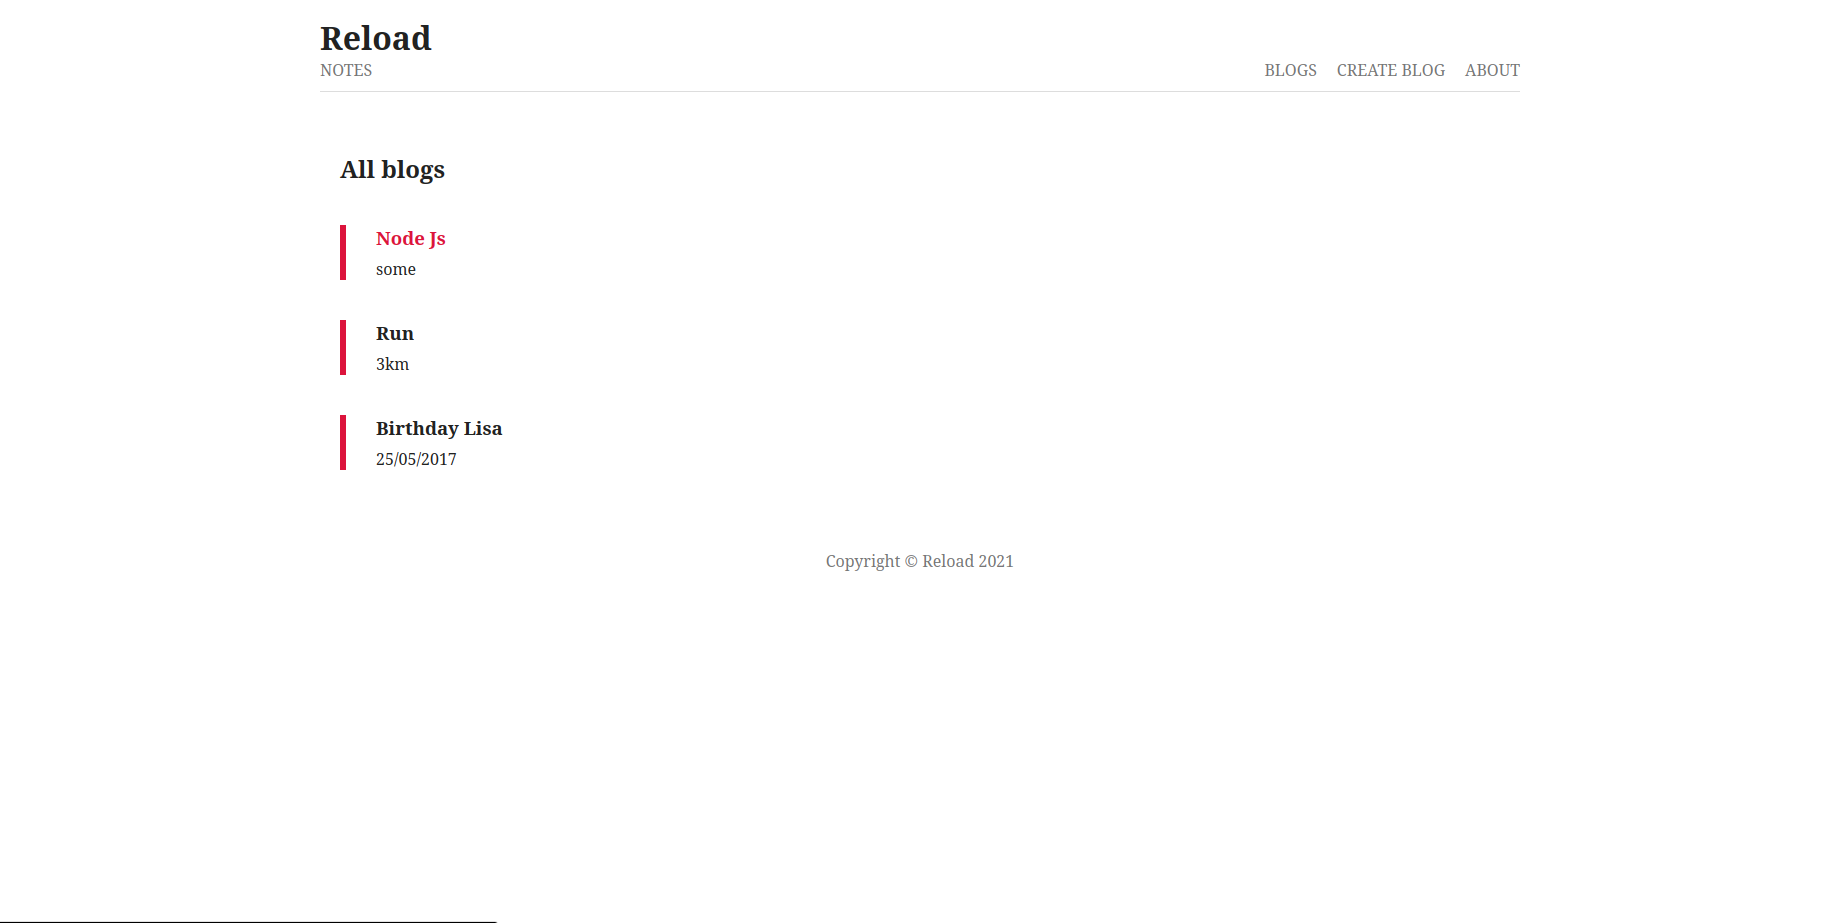 Reload
NOTES
BLOGS CREATE BLOG ABOUT
All blogs
Node Js
some
Run
3km
Birthday Lisa
25/05/2017
Copyright © Reload 2021